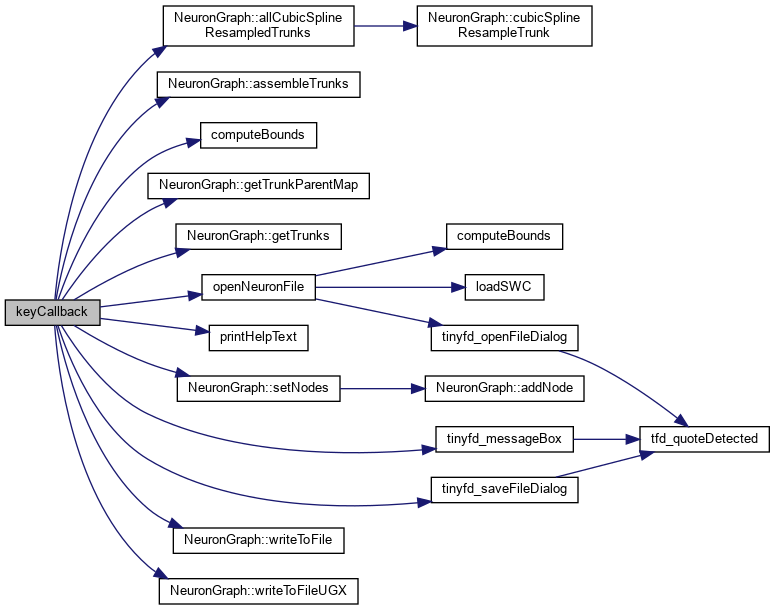 NeuronGraph::allCubicSpline
ResampledTrunks
NeuronGraph::cubicSpline
ResampleTrunk
NeuronGraph::assembleTrunks
computeBounds
NeuronGraph::getTrunkParentMap
NeuronGraph::getTrunks
computeBounds
openNeuronFile
loadSWC
keyCallback
printHelpText
tinyfd_openFileDialog
NeuronGraph::setNodes
NeuronGraph::addNode
tinyfd_messageBox
tfd_quoteDetected
tinyfd_saveFileDialog
NeuronGraph::writeToFile
NeuronGraph::writeToFileUGX